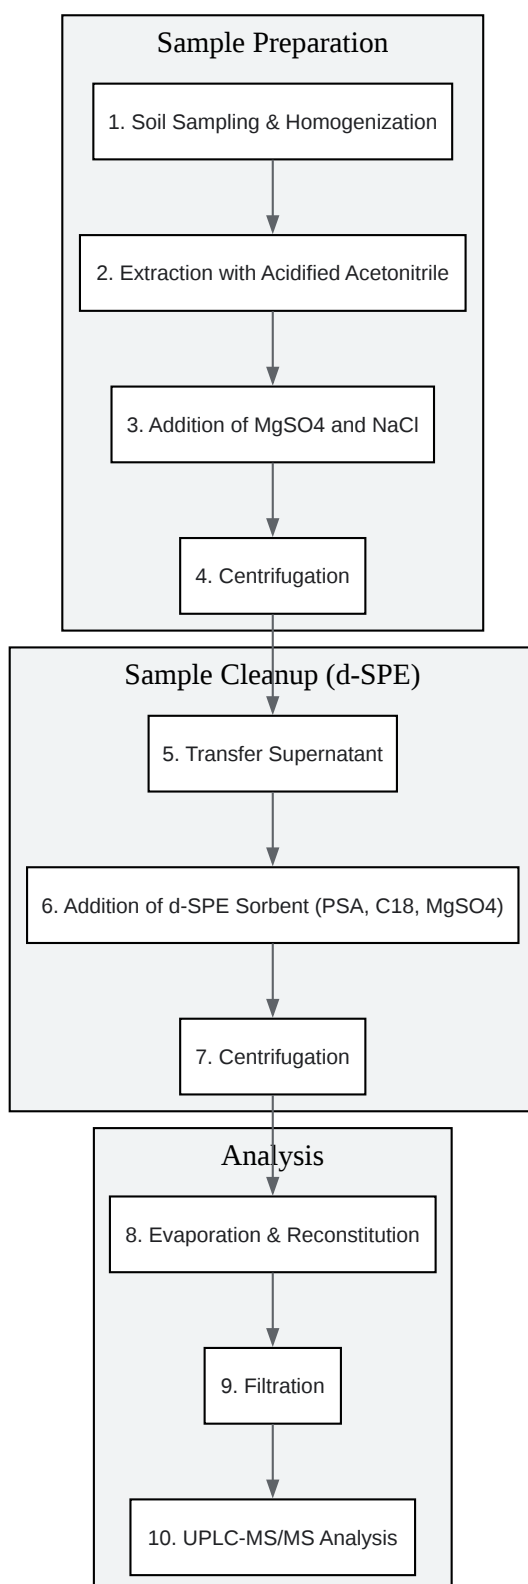 Sample Preparation
1. Soil Sampling & Homogenization
2. Extraction with Acidified Acetonitrile
3. Addition of MgSO4 and NaCl
4. Centrifugation
Sample Cleanup (d-SPE)
5. Transfer Supernatant
6. Addition of d-SPE Sorbent (PSA, C18, MgSO4)
7. Centrifugation
Analysis
8. Evaporation & Reconstitution
9. Filtration
10. UPLC-MS/MS Analysis